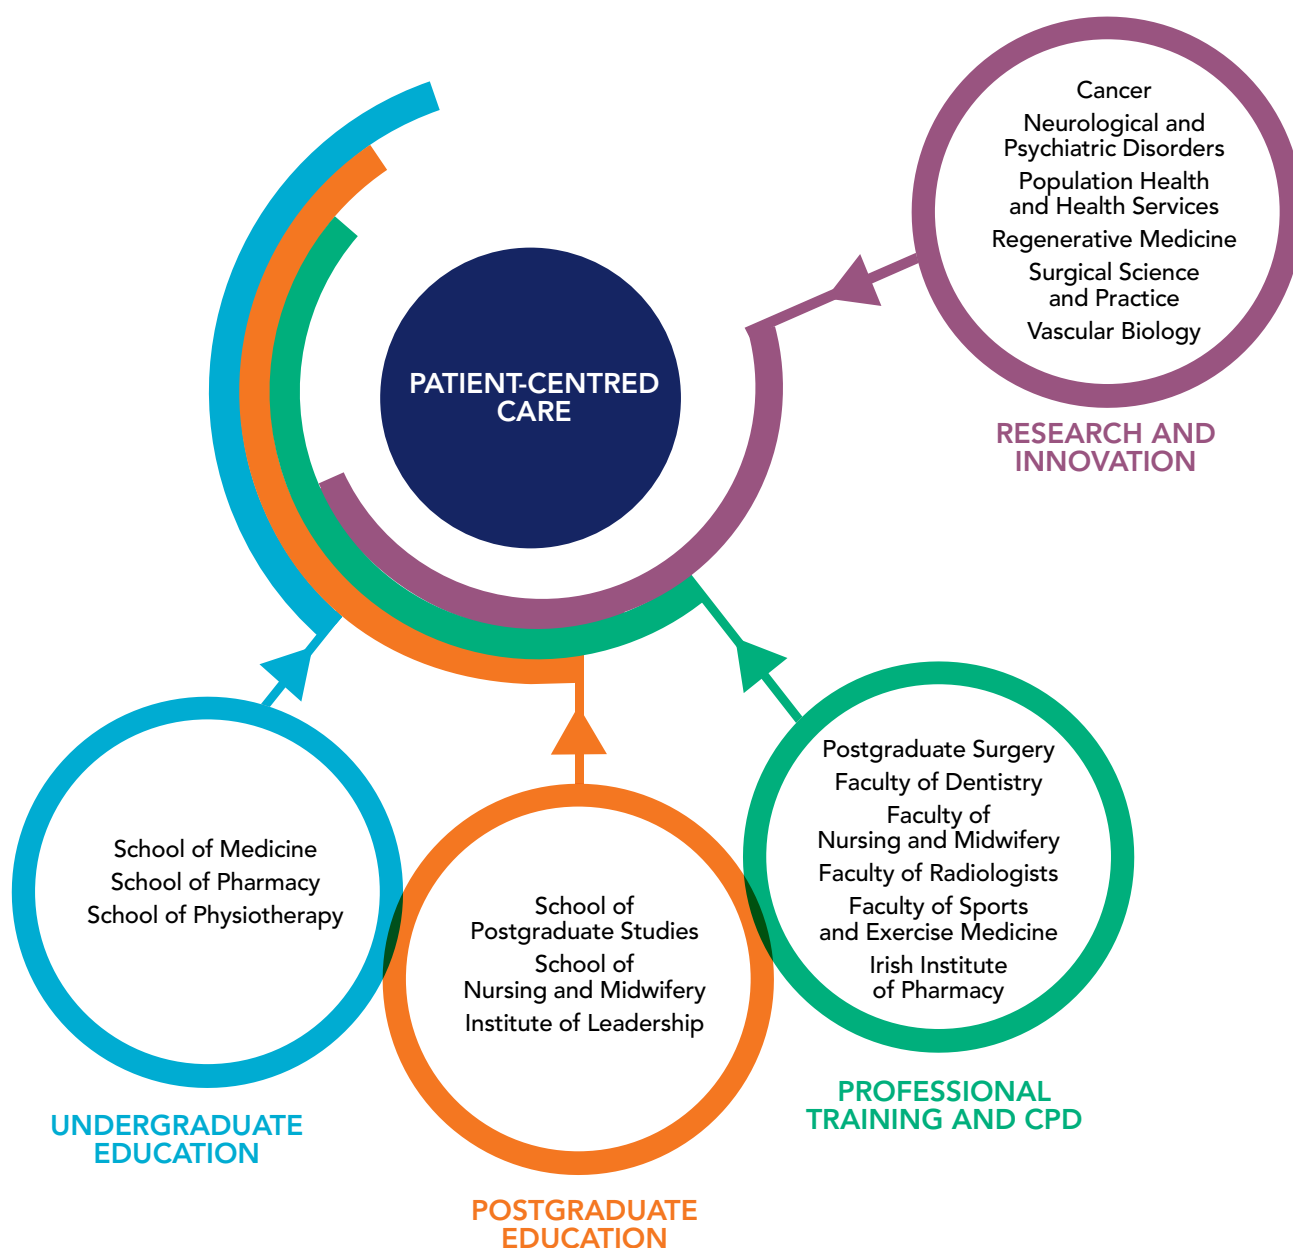 PATIENT-CENTRED
CARE
Cancer
Neurological and
Psychiatric Disorders
Population Health
and Health Services
Regenerative Medicine
Surgical Science
and Practice
Vascular Biology
RESEARCH AND
INNOVATION
School of Medicine
School of Pharmacy
School of Physiotherapy
UNDERGRADUATE
EDUCATION
School of
Postgraduate Studies
School of
Nursing and Midwifery
Institute of Leadership
POSTGRADUATE
EDUCATION
Postgraduate Surgery
Faculty of Dentistry
Faculty of
Nursing and Midwifery
Faculty of Radiologists
Faculty of Sports
and Exercise Medicine
Irish Institute
of Pharmacy
PROFESSIONAL
TRAINING AND CPD